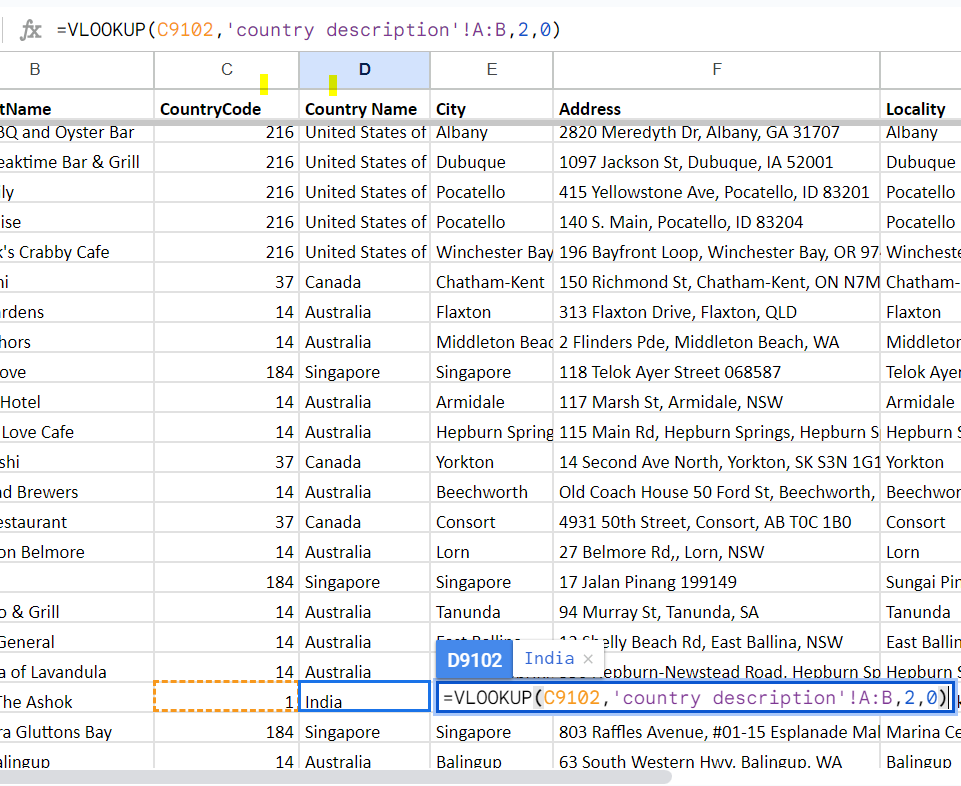 fx =VLOOKUP(C9102,'country description'!A:B,2,0)
B C D E F
tName CountryCode Country Name City Address Locality
BQ and Oyster Bar 216 United States of Albany 2820 Meredyth Dr, Albany, GA 31707 Albany
eaktime Bar & Grill 216 United States of Dubuque 1097 Jackson St, Dubuque, IA 52001 Dubuque
lly 216 United States of Pocatello 415 Yellowstone Ave, Pocatello, ID 83201 Pocatello
ise 216 United States of Pocatello 140 S. Main, Pocatello, ID 83204 Pocatello
k's Crabby Cafe 216 United States of Winchester Bay 196 Bayfront Loop, Winchester Bay, OR 97 Wincheste
ni 37 Canada Chatham-Kent 150 Richmond St, Chatham-Kent, ON N7M Chatham-
ardens 14 Australia Flaxton 313 Flaxton Drive, Flaxton, QLD Flaxton
hors 14 Australia Middleton Beac 2 Flinders Pde, Middleton Beach, WA Middleton
ove 184 Singapore Singapore 118 Telok Ayer Street 068587 Telok Ayer
Hotel 14 Australia Armidale 117 Marsh St, Armidale, NSW Armidale
Love Cafe 14 Australia Hepburn Spring 115 Main Rd, Hepburn Springs, Hepburn S Hepburn S
shi 37 Canada Yorkton 14 Second Ave North, Yorkton, SK S3N 1G1 Yorkton
nd Brewers 14 Australia Beechworth Old Coach House 50 Ford St, Beechworth, Beechwor
estaurant 37 Canada Consort 4931 50th Street, Consort, AB T0C 1B0 Consort
on Belmore 14 Australia Lorn 27 Belmore Rd,, Lorn, NSW Lorn
184 Singapore Singapore 17 Jalan Pinang 199149 Sungai Pin
o & Grill 14 Australia Tanunda 94 Murray St, Tanunda, SA Tanunda
General 14 Australia East Ballina Shelly Beach Rd, East Ballina, NSW East Ballin
D9102 India ×
a of Lavandula 14 Australia Hepburn-Newstead Road, Hepburn Sp Hepburn S
The Ashok 1 India =VLOOKUP(C9102,'country description'!A:B,2,0)
ra Gluttons Bay 184 Singapore Singapore 803 Raffles Avenue, #01-15 Esplanade Mal Marina Ce
alingup 14 Australia Balingup 63 South Western Hwy, Balingup, WA Balingup